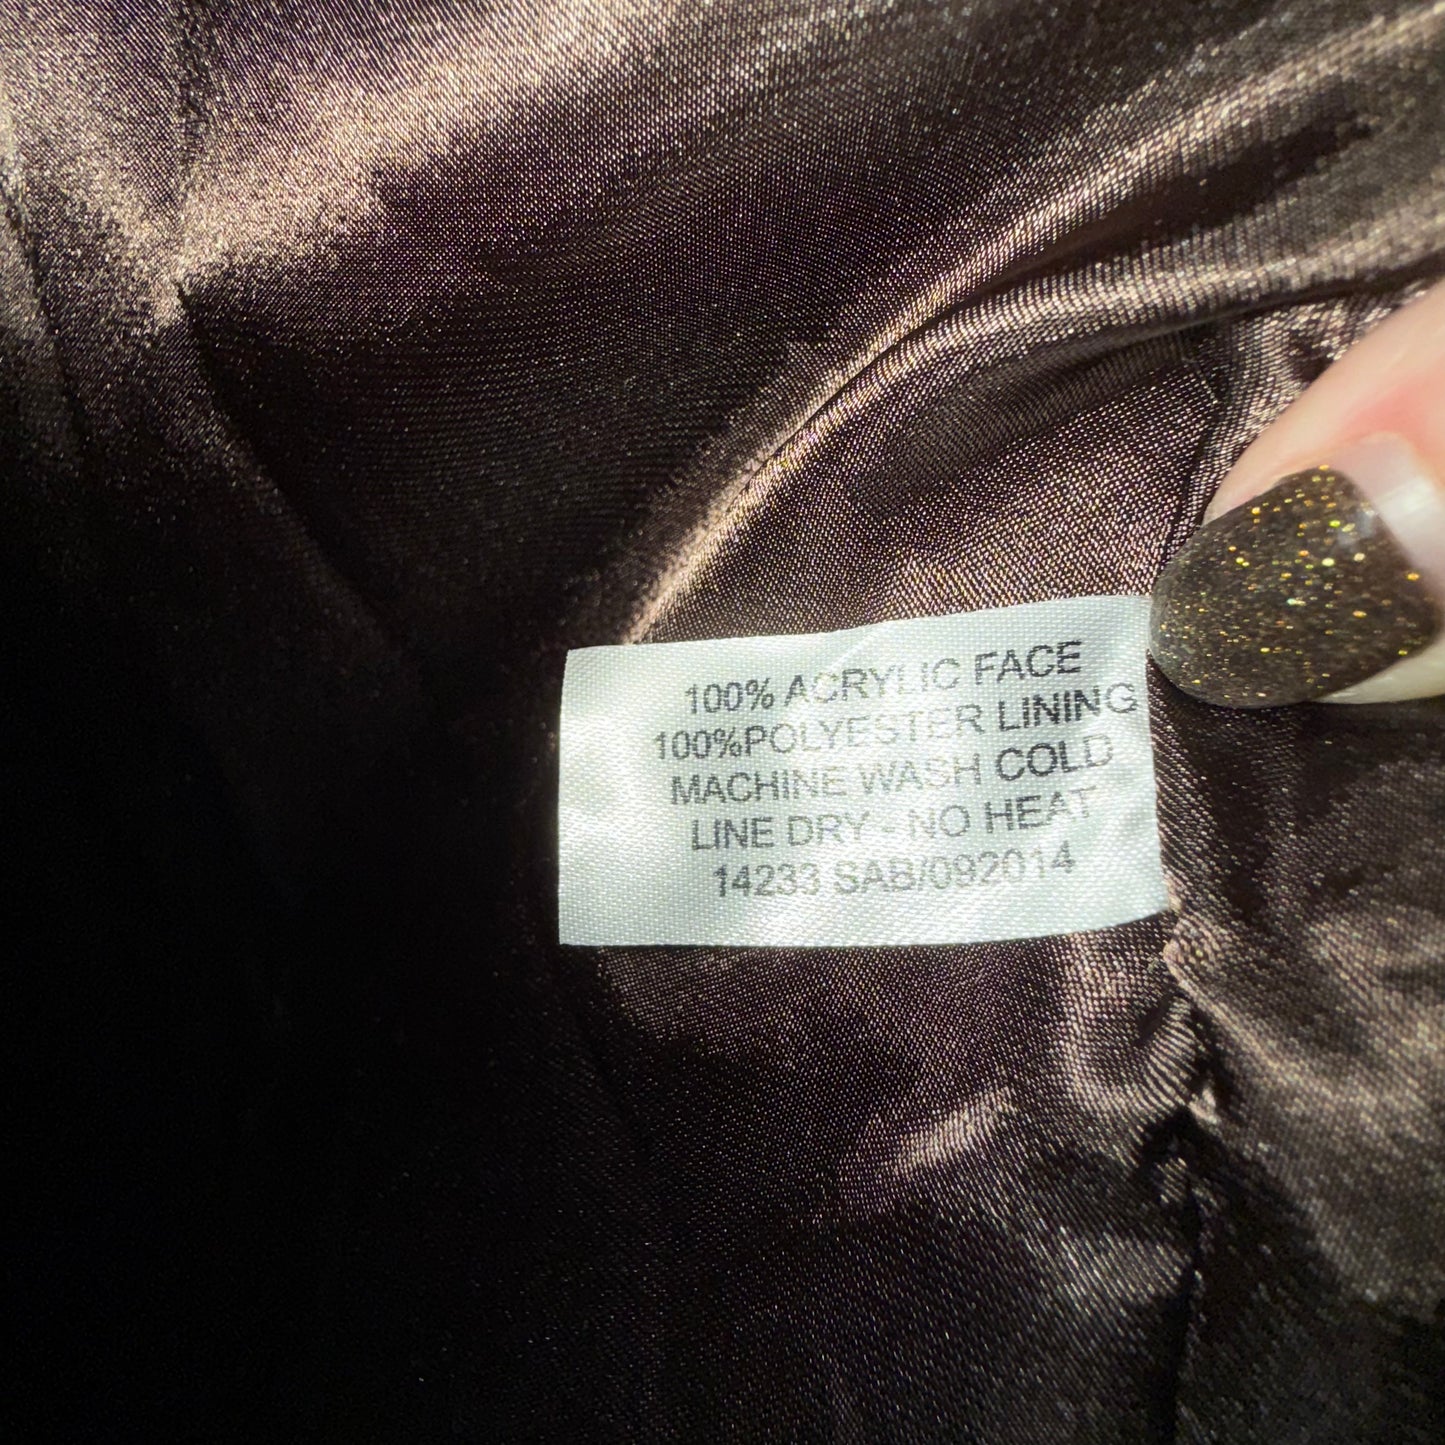 100% ACRYLIC FACE
100%POLYESTER LINING
MACHINE WASH COLD
LINE DRY - NO HEAT
14233 SAB/092014